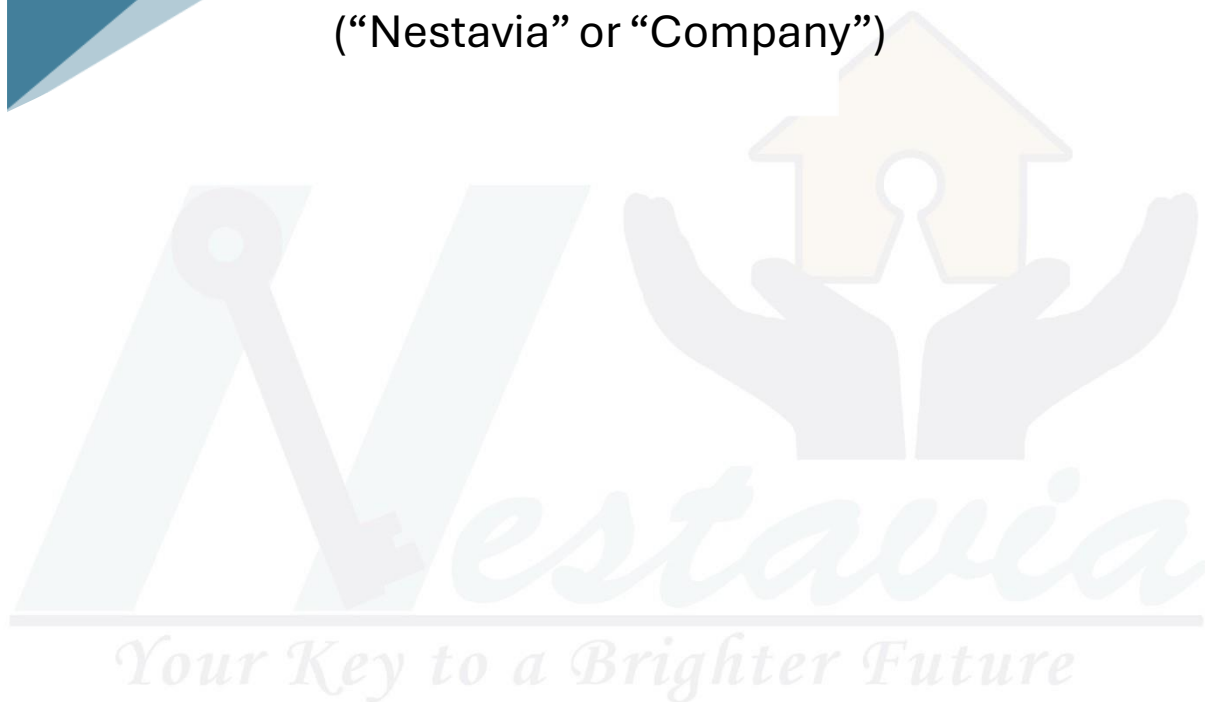 (“Nestavia” or “Company”)
Nestavia
Your Key to a Brighter Future